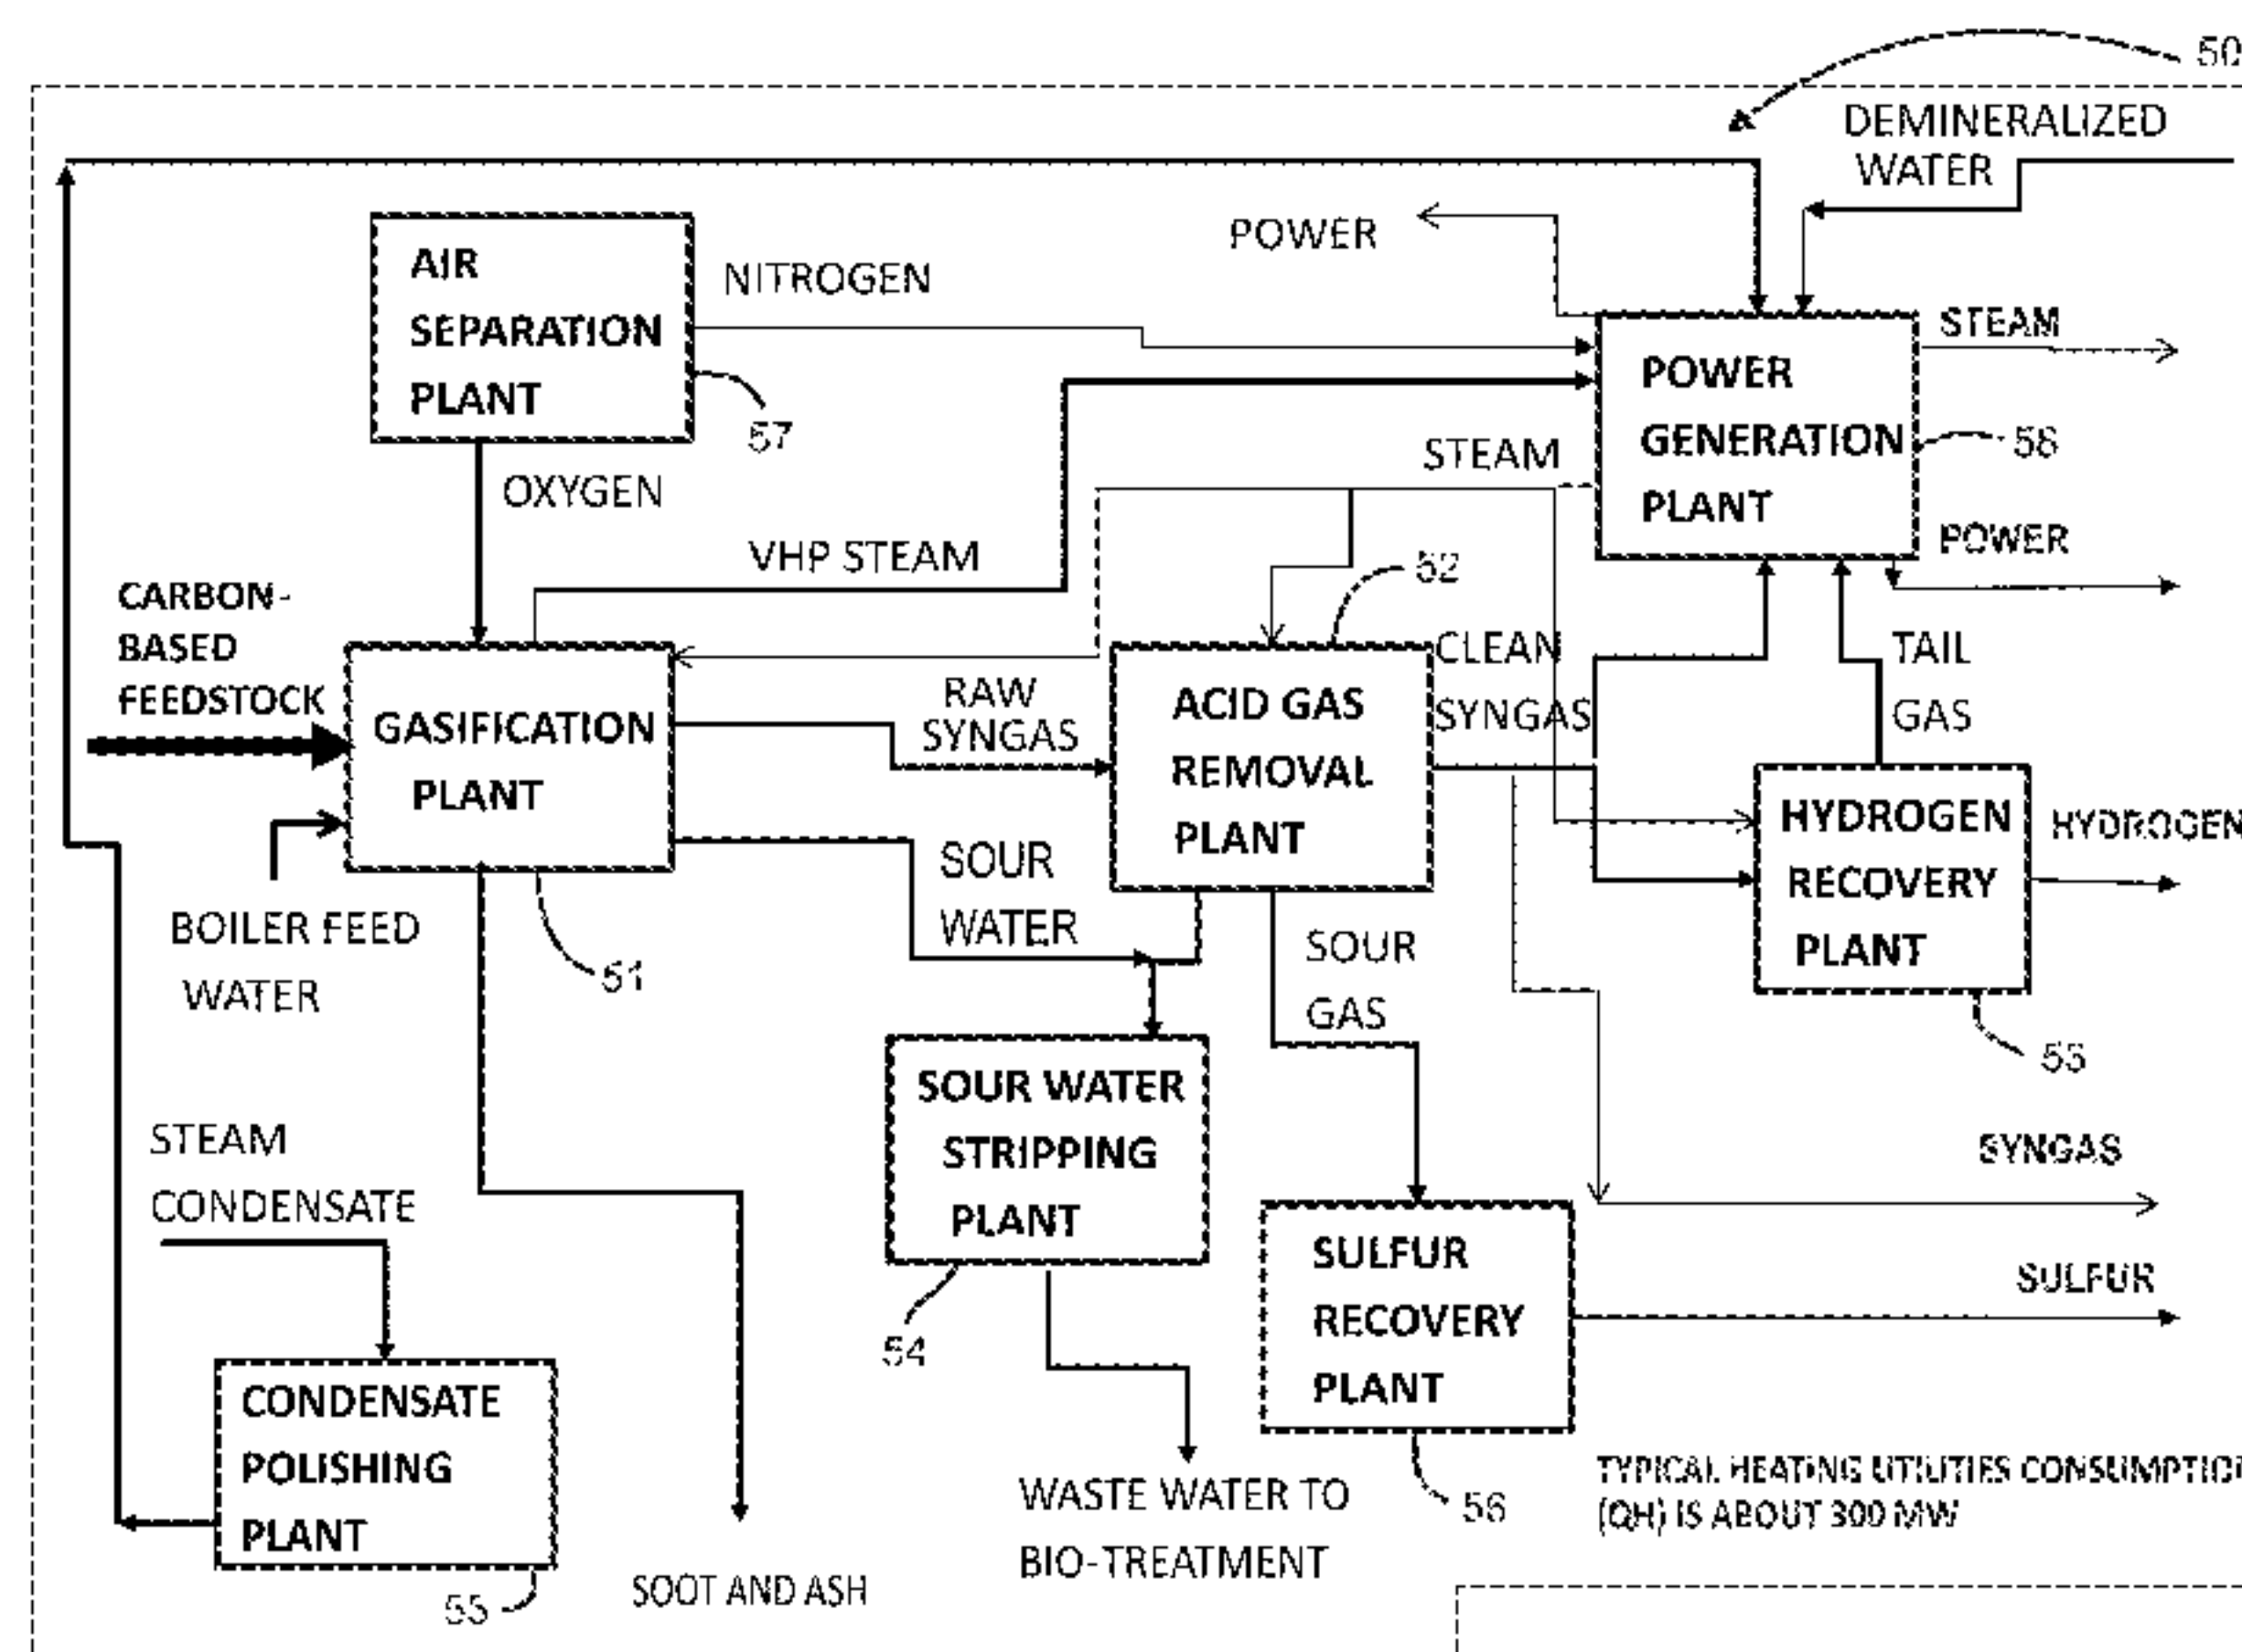 50
DEMINERALIZED
WATER
POWER
AIR
SEPARATION
PLANT
NITROGEN
57
STEAM
POWER
GENERATION
PLANT
58
STEAM
OXYGEN
VHP STEAM
52
POWER
CARBON-
BASED
FEEDSTOCK
GASIFICATION
PLANT
RAW
SYNGAS
ACID GAS
REMOVAL
PLANT
CLEAN
SYNGAS
TAIL
GAS
HYDROGEN
RECOVERY
PLANT
HYDROGEN
BOILER FEED
WATER
51
SOUR
WATER
SOUR
GAS
SOUR WATER
STRIPPING
PLANT
54
STEAM
CONDENSATE
SYNGAS
SULFUR
RECOVERY
PLANT
SULFUR
56
CONDENSATE
POLISHING
PLANT
55
SOOT AND ASH
WASTE WATER TO
BIO-TREATMENT
TYPICAL HEATING UTILITIES
(QH) IS ABOUT 300 MW